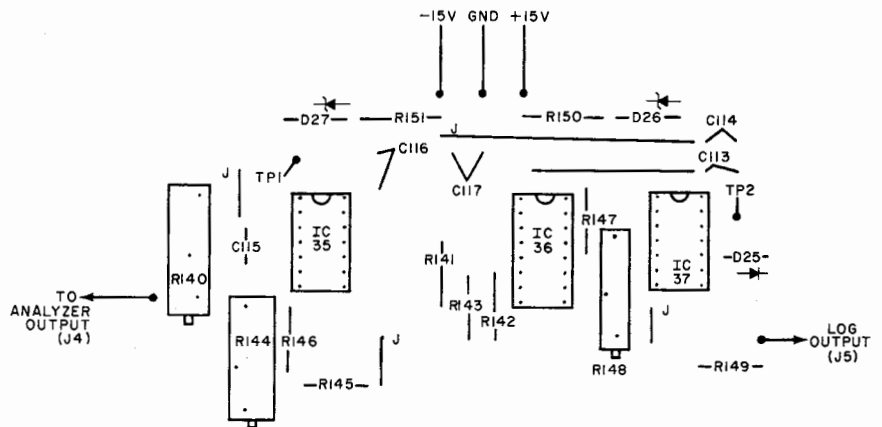 -15V GND +15V
D27
R151
R150
D26
C114
J
C116
C113
J
TP1
C117
TP2
R147
IC
35
IC
36
IC
37
C115
R141
D25
R140
R143
R142
TO
ANALYZER
OUTPUT
(J4)
R144
R146
J
J
LOG
OUTPUT
(J5)
R145
R148
R149